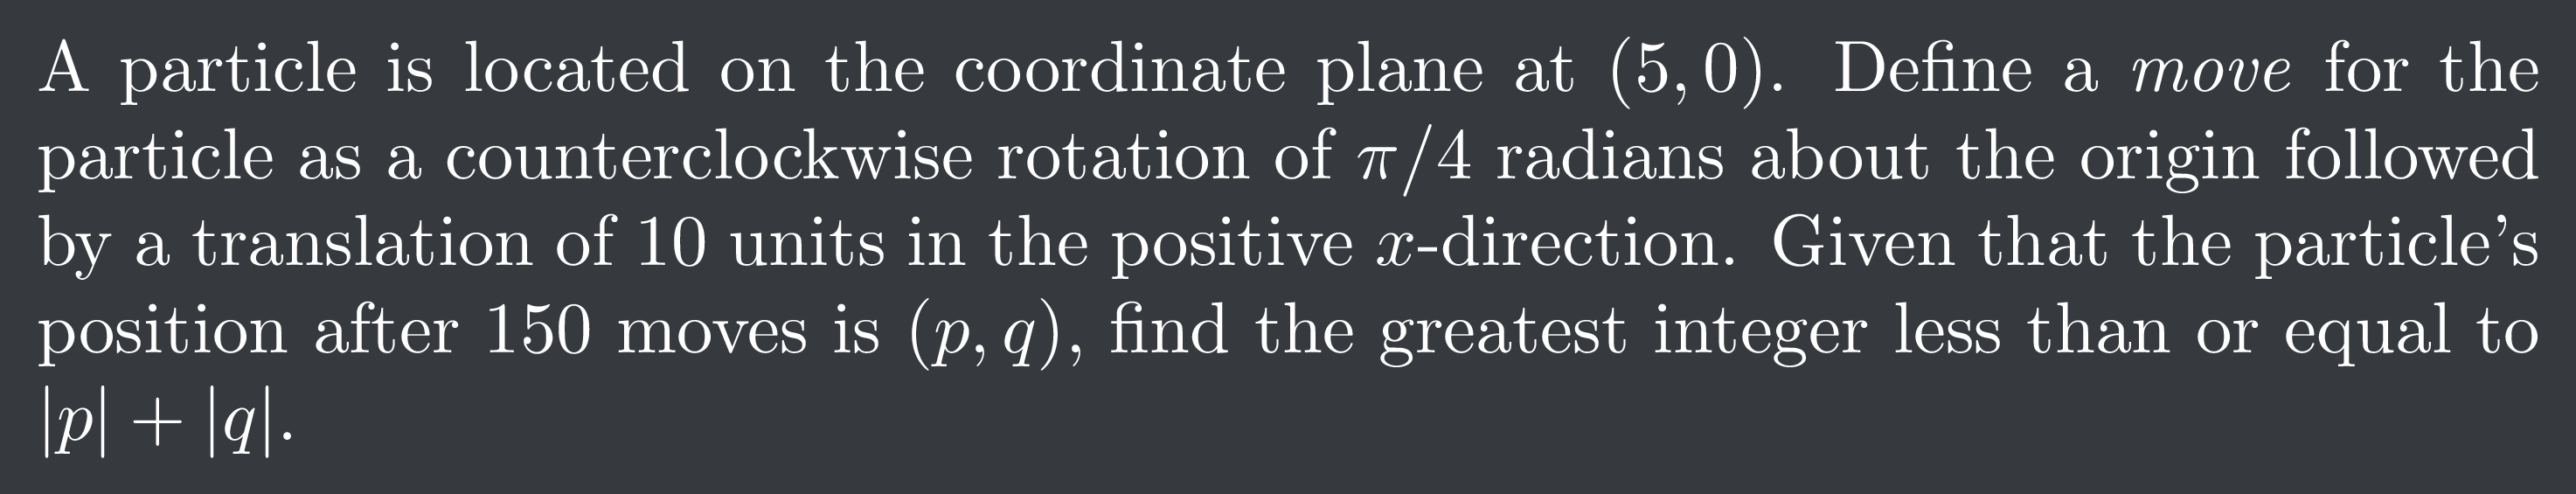 A particle is located on the coordinate plane at (5, 0). Define a move for the
particle as a counterclockwise rotation of π/4 radians about the origin followed
by a translation of 10 units in the positive x-direction. Given that the particle’s
position after 150 moves is (p, q), find the greatest integer less than or equal to
|p| + |q|.